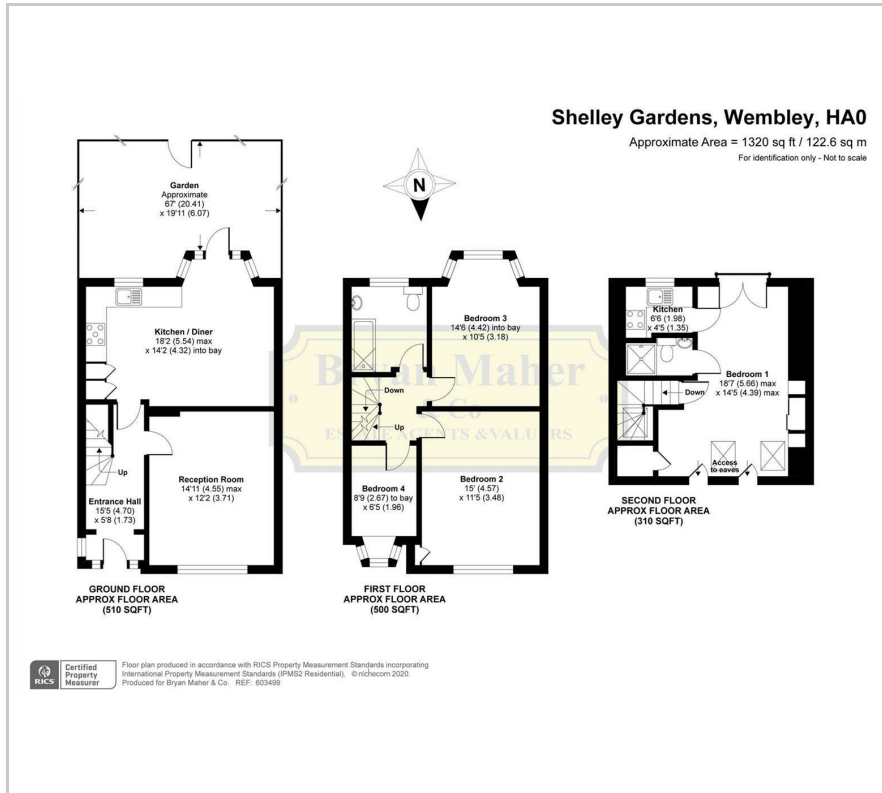 Shelley Gardens, Wembley, HA0
Approximate Area = 1320 sq ft / 122.6 sq m
For identification only - Not to scale
N
Garden
Approximate
67' (20.41)
x 19'11 (6.07)
Kitchen / Diner
18'2 (5.54) max
x 14'2 (4.32) into bay
Up
Reception Room
14'11 (4.55) max
x 12'2 (3.71)
Entrance Hall
15'5 (4.70)
x 5'8 (1.73)
GROUND FLOOR
APPROX FLOOR AREA
(510 SQFT)
Bedroom 3
14'6 (4.42) into bay
x 10'5 (3.18)
Down
Up
Bedroom 4
8'9 (2.67) to bay
x 6'5 (1.96)
Bedroom 2
15' (4.57)
x 11'5 (3.48)
FIRST FLOOR
APPROX FLOOR AREA
(500 SQFT)
Kitchen
6'6 (1.98)
x 4'5 (1.35)
Bedroom 1
18'7 (5.66) max
x 14'5 (4.39) max
Down
Access
to eaves
SECOND FLOOR
APPROX FLOOR AREA
(310 SQFT)
Bryan Maher
& Co
ESTATE AGENTS & VALUERS
RICS
Certified
Property
Measurer
Floor plan produced in accordance with RICS Property Measurement Standards incorporating
International Property Measurement Standards (IPMS2 Residential). © nichecom 2020.
Produced for Bryan Maher & Co. REF: 603499